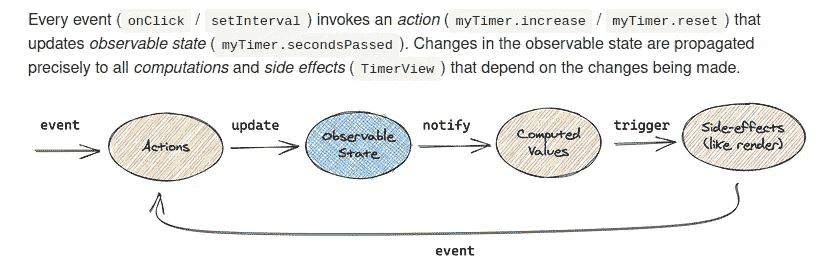 Every event ( onClick / setInterval ) invokes an action ( myTimer.increase / myTimer.reset ) that
updates observable state ( myTimer.secondsPassed ). Changes in the observable state are propagated
precisely to all computations and side effects ( TimerView ) that depend on the changes being made.
event
Actions
update
Observable
State
notify
Computed
Values
trigger
Side-effects
(like render)
event